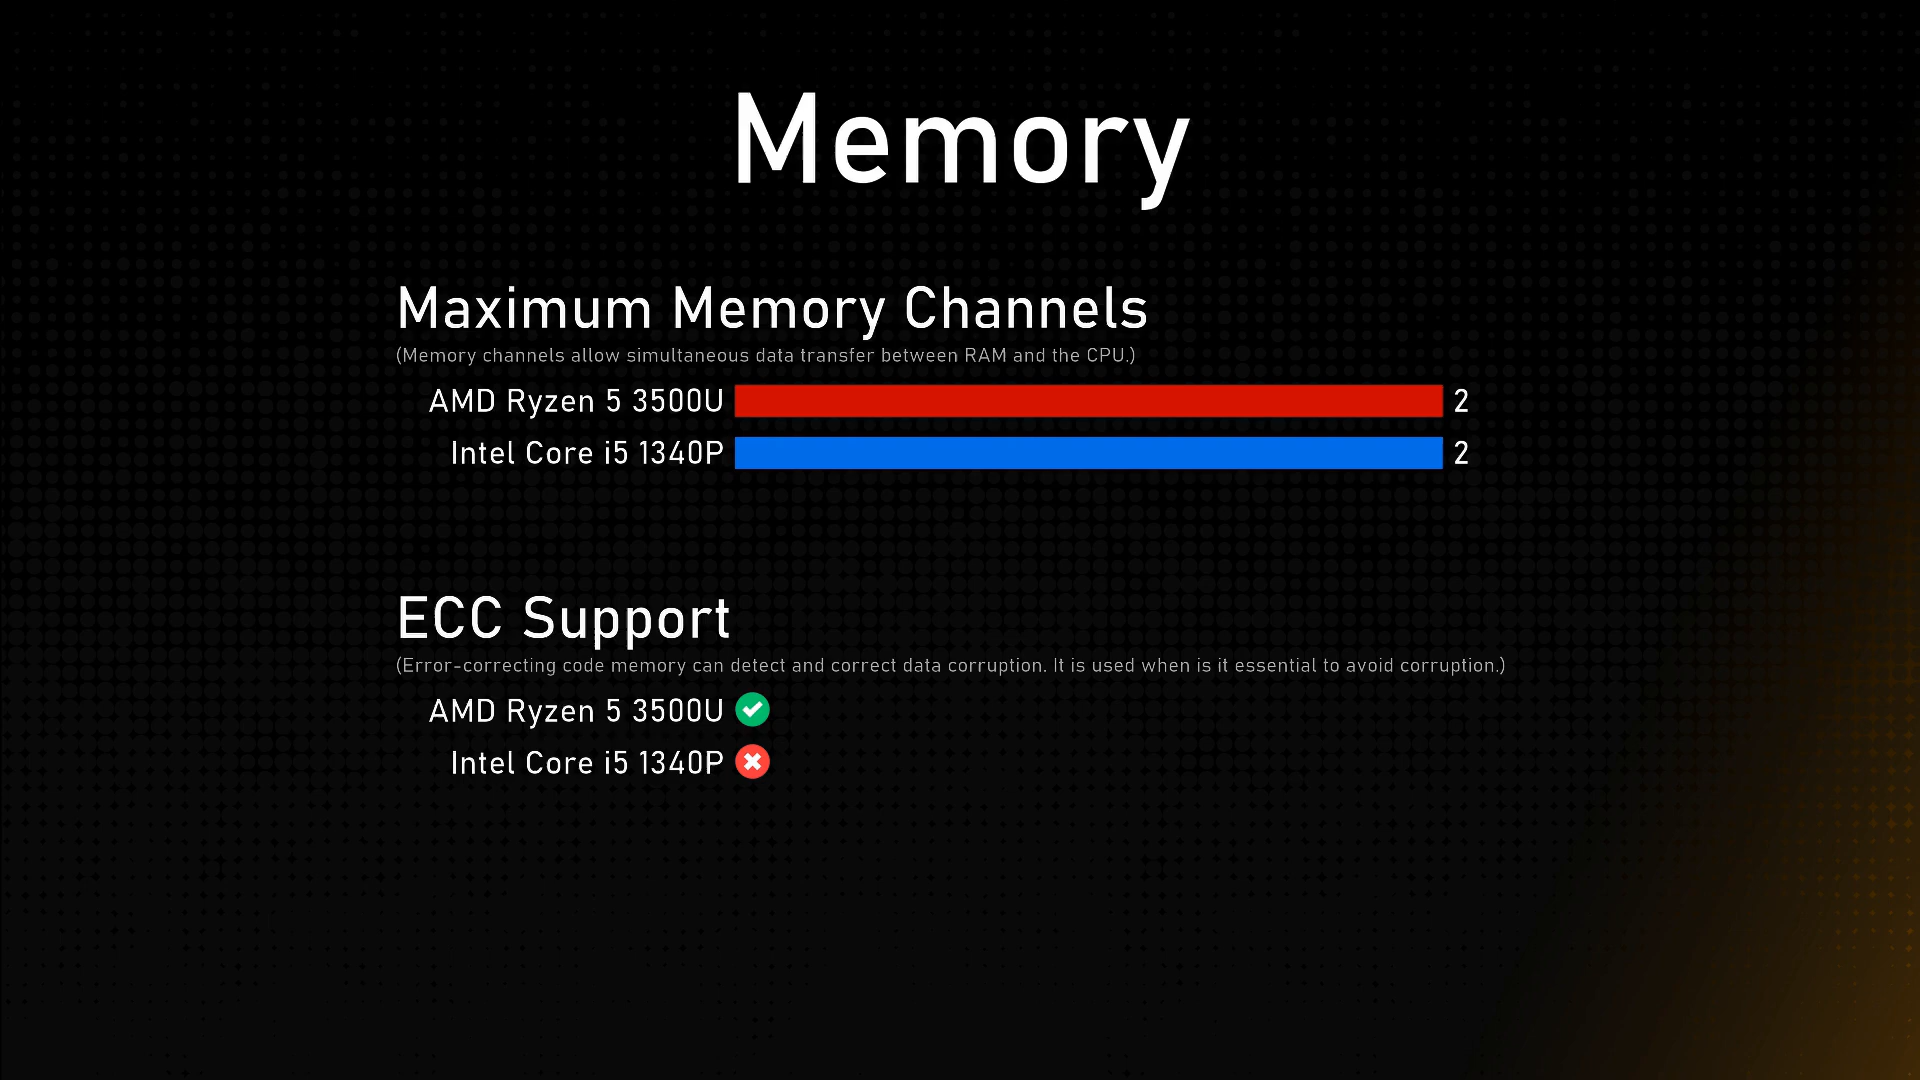 Memory
Maximum Memory Channels
(Memory channels allow simultaneous data transfer between RAM and the CPU.)
AMD Ryzen 5 3500U 2
Intel Core i5 1340P 2
ECC Support
(Error-correcting code memory can detect and correct data corruption. It is used when is it essential to avoid corruption.)
AMD Ryzen 5 3500U
Intel Core i5 1340P